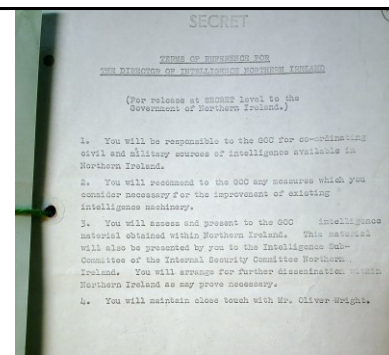 SECRET
TERMS OF REFERENCE FOR
THE DIRECTOR OF INTELLIGENCE NORTHERN IRELAND
(For release at SECRET level to the
Government of Northern Ireland.)
1. You will be responsible to the GOC for co-ordinating
civil and military sources of intelligence available in
Northern Ireland.
2. You will recommend to the GOC any measures which you
consider necessary for the improvement of existing
intelligence machinery.
3. You will assess and present to the GOC intelligence
material obtained within Northern Ireland. This material
will also be presented by you to the Intelligence Sub-
Committee of the Internal Security Committee Northern
Ireland. You will arrange for further dissemination within
Northern Ireland as may prove necessary.
4. You will maintain close touch with Mr. Oliver Wright.